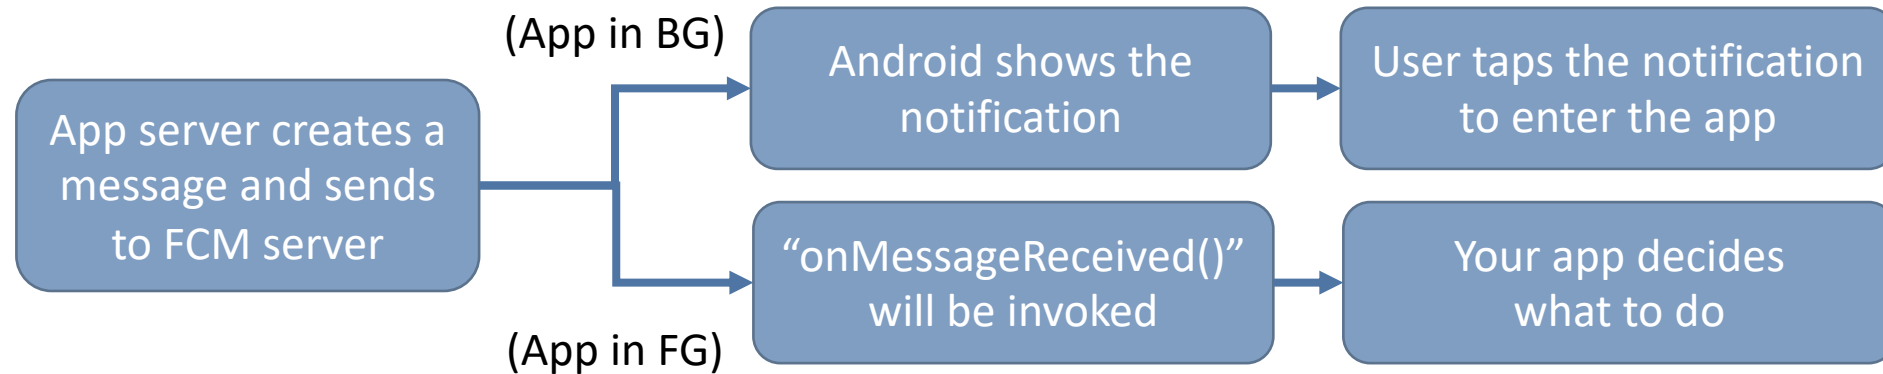 App server creates a
message and sends
to FCM server
(App in BG)
Android shows the
notification
User taps the notification
to enter the app
(App in FG)
“onMessageReceived()”
will be invoked
Your app decides
what to do